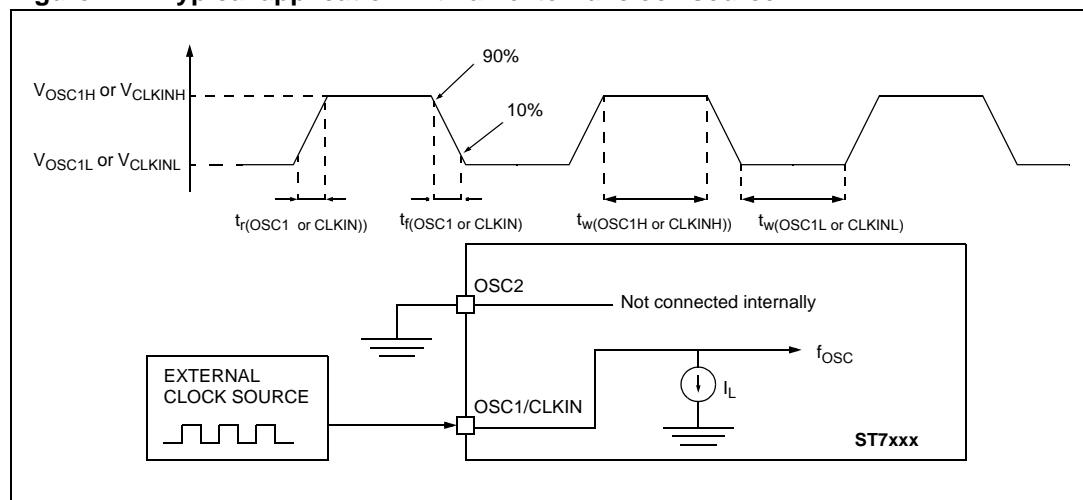 90%
VOSC1H or VCLKINH
10%
VOSC1L or VCLKINL
tr(OSC1 or CLKIN))
tf(OSC1 or CLKIN)
tw(OSC1H or CLKINH))
tw(OSC1L or CLKINL)
OSC2
Not connected internally
fOSC
EXTERNAL
CLOCK SOURCE
IL
OSC1/CLKIN
ST7xxx